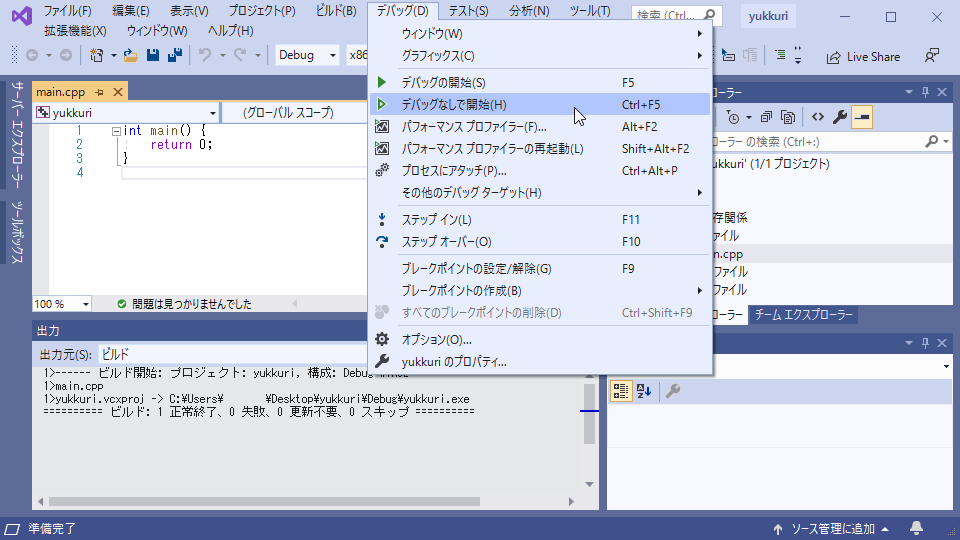 ファイル(F) 編集(E) 表示(V) プロジェクト(P) ビルド(B) デバッグ(D) テスト(S) 分析(N) ツール(T) 検索 (Ctrl... yukkuri
拡張機能(X) ウィンドウ(W) ヘルプ(H)
Debug x86 Live Share
サーバー エクスプローラー
ツールボックス
main.cpp
yukkuri (グローバル スコープ)
1 int main() {
2 return 0;
3 }
4
100 % 問題は見つかりませんでした
ウィンドウ(W)
グラフィックス(C)
デバッグの開始(S) F5
デバッグなしで開始(H) Ctrl+F5
パフォーマンス プロファイラー(F)... Alt+F2
パフォーマンス プロファイラーの再起動(L) Shift+Alt+F2
プロセスにアタッチ(P)... Ctrl+Alt+P
その他のデバッグ ターゲット(H)
ステップ イン(L) F11
ステップ オーバー(O) F10
ブレークポイントの設定/解除(G) F9
ブレークポイントの作成(B)
すべてのブレークポイントの削除(D) Ctrl+Shift+F9
オプション(O)...
yukkuri のプロパティ...
ローラー
ローラー の検索 (Ctrl+:)
ukkuri' (1/1 プロジェクト)
存関係
ァイル
n.cpp
ファイル
ファイル
ローラー チーム エクスプローラー
出力
出力元(S): ビルド
1>------ ビルド開始: プロジェクト: yukkuri, 構成: Debug
1>main.cpp
1>yukkuri.vcxproj -> C:¥Users¥ ¥Desktop¥yukkuri¥Debug¥yukkuri.exe
========== ビルド: 1 正常終了、0 失敗、0 更新不要、0 スキップ ==========
準備完了 ソース管理に追加